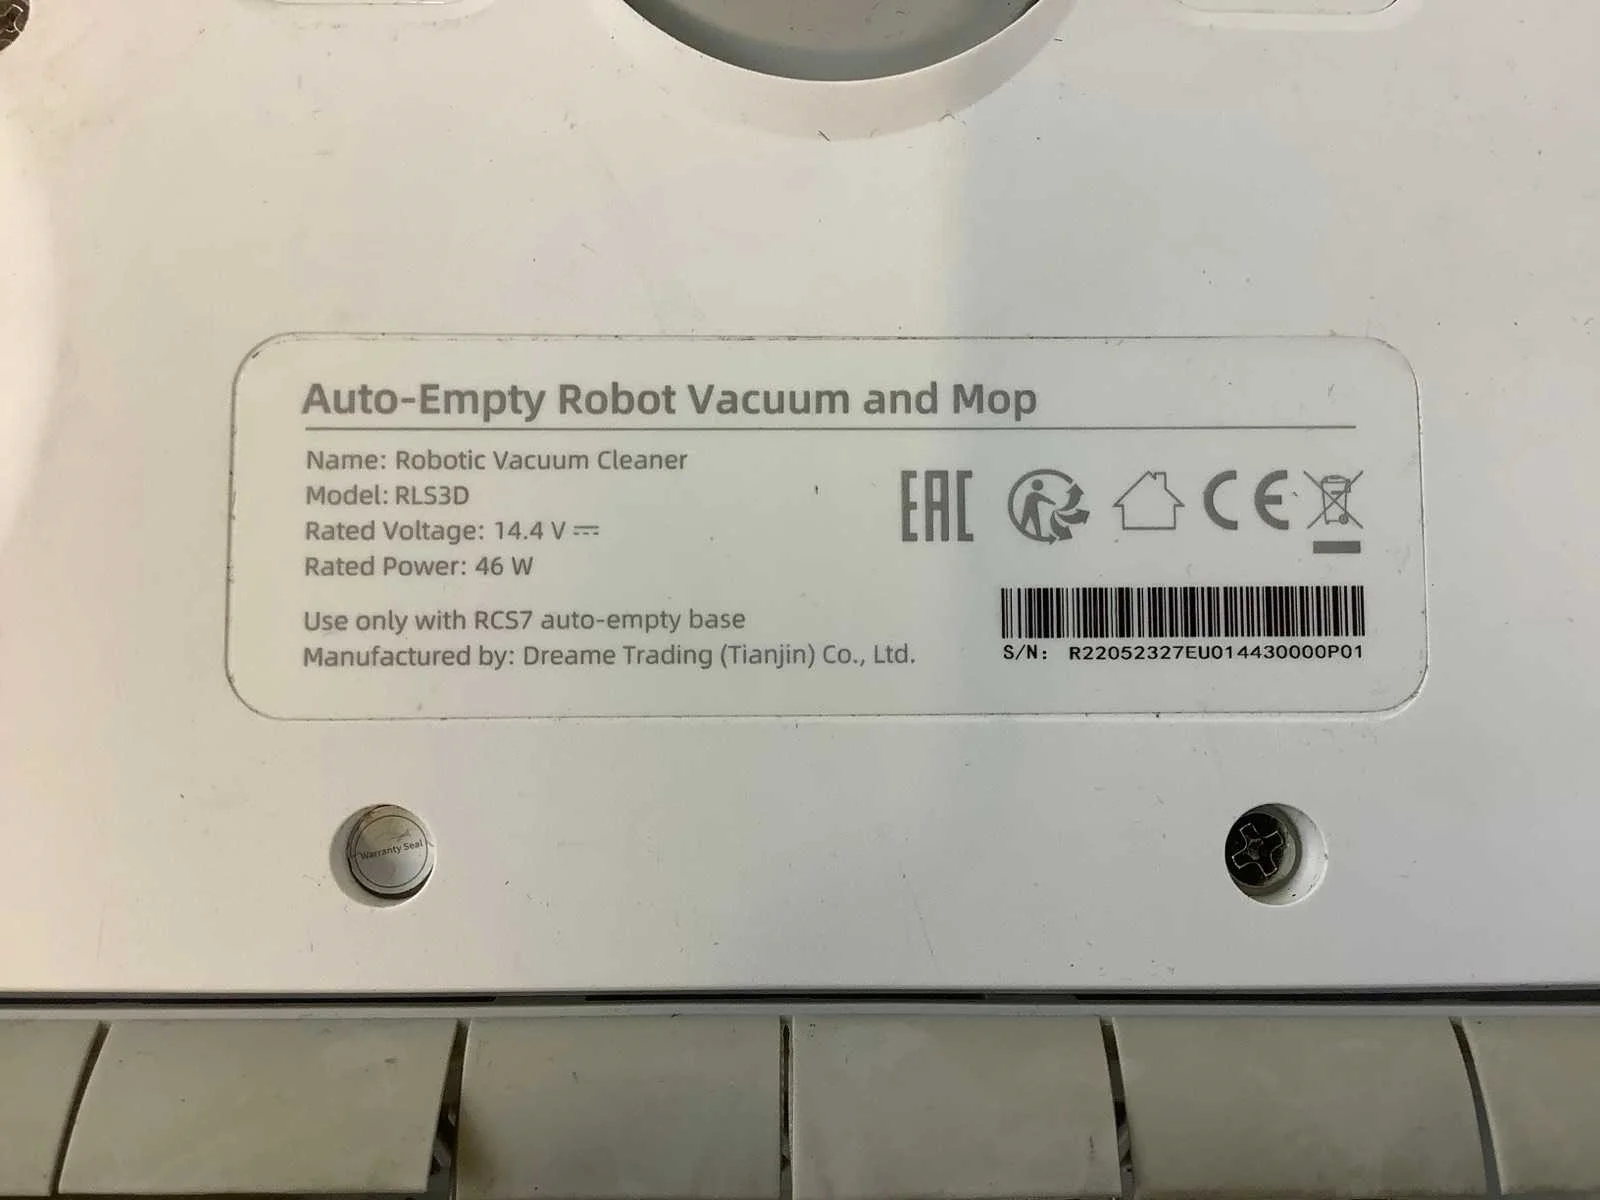 Auto-Empty Robot Vacuum and Mop
Name: Robotic Vacuum Cleaner
Model: RLS3D
Rated Voltage: 14.4 V ⎓
Rated Power: 46 W
Use only with RCS7 auto-empty base
Manufactured by: Dreame Trading (Tianjin) Co., Ltd.
EAC
CE
S/N: R22052327EU014430000P01
Warranty Seal